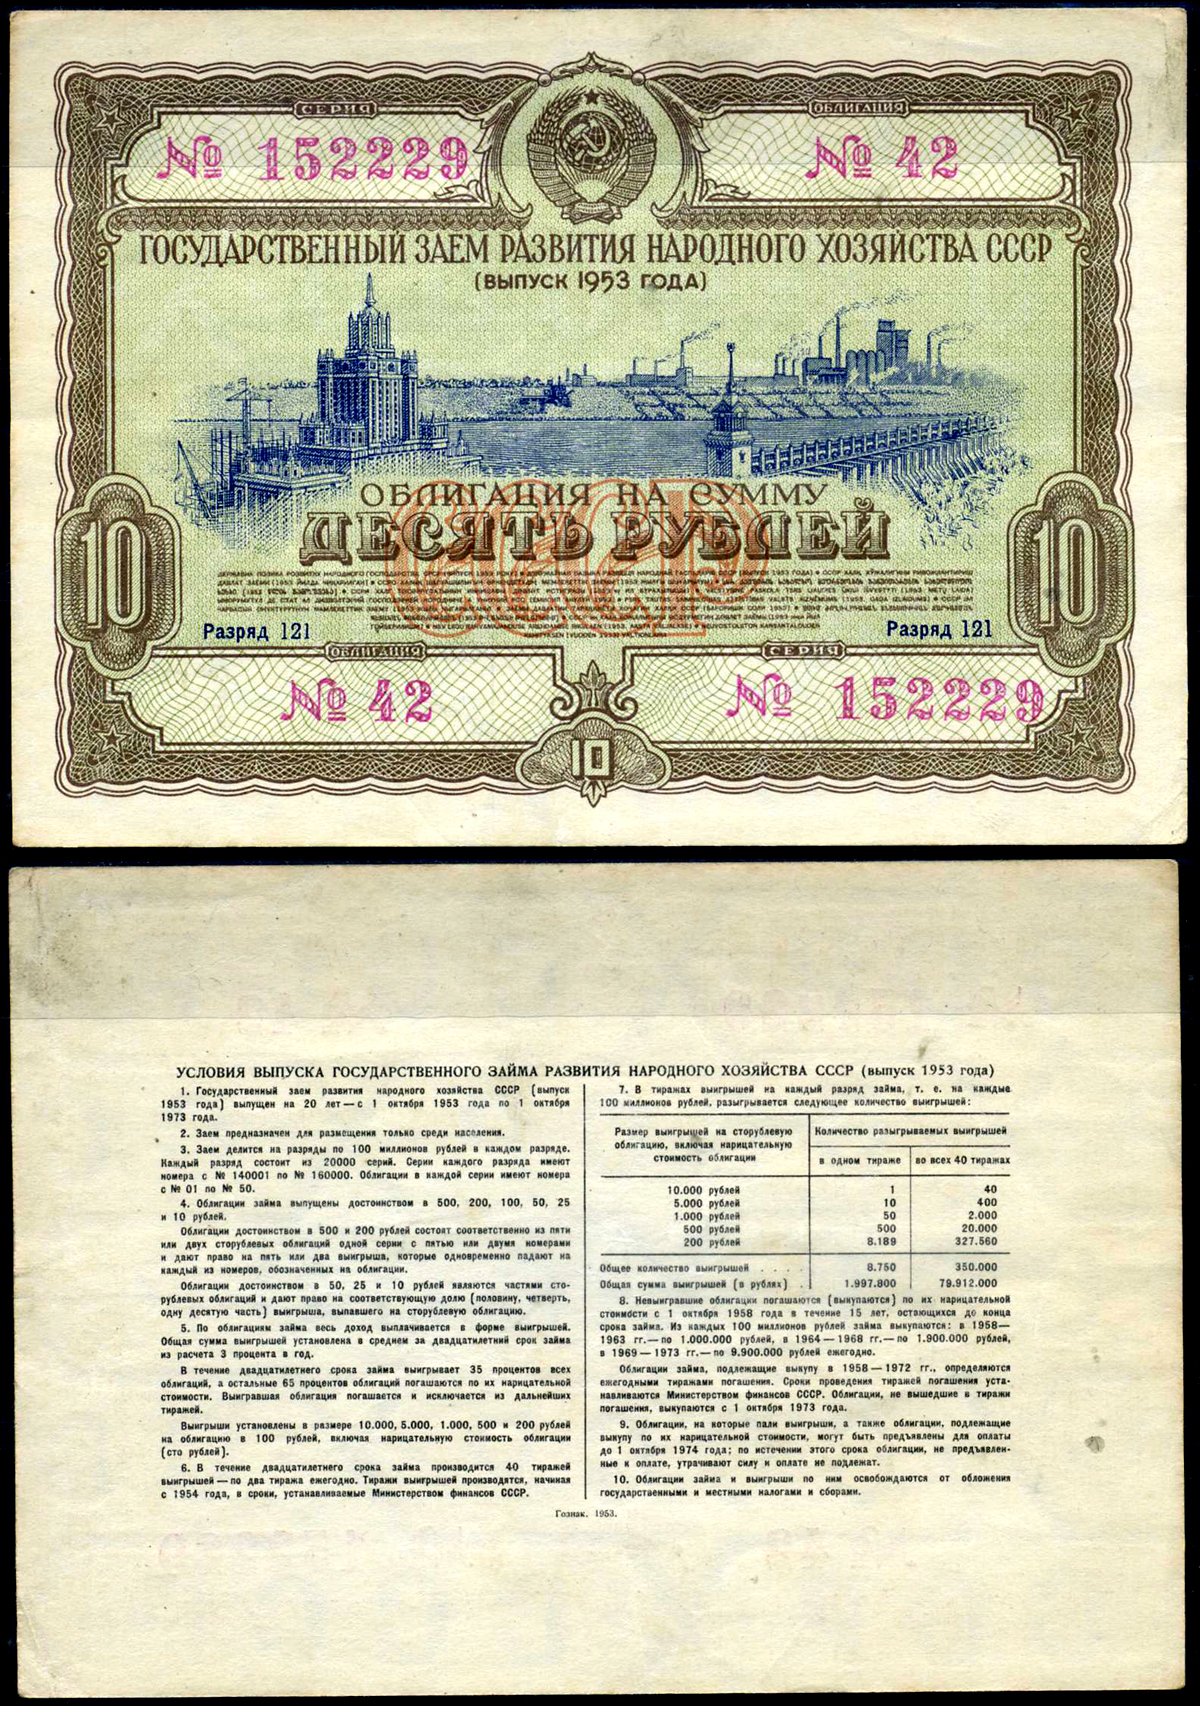 СЕРИЯ
ОБЛИГАЦИЯ
№ 152229
№ 42
ГОСУДАРСТВЕННЫЙ ЗАЕМ РАЗВИТИЯ НАРОДНОГО ХОЗЯЙСТВА СССР
(ВЫПУСК 1953 ГОДА)
ОБЛИГАЦИЯ НА СУММУ
ДЕСЯТЬ РУБЛЕЙ
СССР
10
10
Разряд 121
Разряд 121
ОБЛИГАЦИЯ
СЕРИЯ
№ 42
№ 152229
10
УСЛОВИЯ ВЫПУСКА ГОСУДАРСТВЕННОГО ЗАЙМА РАЗВИТИЯ НАРОДНОГО ХОЗЯЙСТВА СССР (выпуск 1953 года)
1. Государственный заем развития народного хозяйства СССР (выпуск
1953 года) выпущен на 20 лет — с 1 октября 1953 года по 1 октября
1973 года.
2. Заем предназначен для размещения только среди населения.
3. Заем делится на разряды по 100 миллионов рублей в каждом разряде.
Каждый разряд состоит из 20000 серий. Серии каждого разряда имеют
номера с № 140001 по № 160000. Облигации в каждой серии имеют номера
с № 01 по № 50.
4. Облигации займа выпущены достоинством в 500, 200, 100, 50, 25
и 10 рублей.
Облигации достоинством в 500 и 200 рублей состоят соответственно из пяти
или двух сторублевых облигаций одной серии с пятью или двумя номерами
и дают право на пять или два выигрыша, которые одновременно падают на
каждый из номеров, обозначенных на облигации.
Облигации достоинством в 50, 25 и 10 рублей являются частями сто-
рублевых облигаций и дают право на соответствующую долю (половину, четверть,
одну десятую часть) выигрыша, выпавшего на сторублевую облигацию.
5. По облигациям займа весь доход выплачивается в форме выигрышей.
Общая сумма выигрышей установлена в среднем за двадцатилетний срок займа
из расчета 3 процента в год.
В течение двадцатилетнего срока займа выигрывает 35 процентов всех
облигаций, а остальные 65 процентов облигаций погашаются по их нарицательной
стоимости. Выигравшая облигация погашается и исключается из дальнейших
тиражей.
Выигрыши установлены в размере 10.000, 5.000, 1.000, 500 и 200 рублей
на облигацию в 100 рублей, включая нарицательную стоимость облигации
(сто рублей).
6. В течение двадцатилетнего срока займа производится 40 тиражей
выигрышей — по два тиража ежегодно. Тиражи выигрышей производятся, начиная
с 1954 года, в сроки, устанавливаемые Министерством финансов СССР.
7. В тиражах выигрышей на каждый разряд займа, т. е. на каждые
100 миллионов рублей, разыгрывается следующее количество выигрышей:
Размер выигрышей на сторублевую
облигацию, включая нарицательную
стоимость облигации
Количество разыгрываемых выигрышей
в одном тираже
во всех 40 тиражах
10.000 рублей 1 40
5.000 рублей 10 400
1.000 рублей 50 2.000
500 рублей 500 20.000
200 рублей 8.189 327.560
Общее количество выигрышей . . . . 8.750 350.000
Общая сумма выигрышей (в рублях) . 1.997.800 79.912.000
8. Невыигравшие облигации погашаются (выкупаются) по их нарицательной
стоимости с 1 октября 1958 года в течение 15 лет, остающихся до конца
срока займа. Из каждых 100 миллионов рублей займа выкупаются: в 1958—
1963 гг. — по 1.000.000 рублей, в 1964 — 1968 гг. — по 1.900.000 рублей,
в 1969 — 1973 гг. — по 9.900.000 рублей ежегодно.
Облигации займа, подлежащие выкупу в 1958 — 1972 гг., определяются
ежегодными тиражами погашения. Сроки проведения тиражей погашения уста-
навливаются Министерством финансов СССР. Облигации, не вышедшие в тиражи
погашения, выкупаются с 1 октября 1973 года.
9. Облигации, на которые пали выигрыши, а также облигации, подлежащие
выкупу по их нарицательной стоимости, могут быть предъявлены для оплаты
до 1 октября 1974 года; по истечении этого срока облигации, не предъявлен-
ные к оплате, утрачивают силу и оплате не подлежат.
10. Облигации займа и выигрыши по ним освобождаются от обложения
государственными и местными налогами и сборами.
Гознак. 1953.